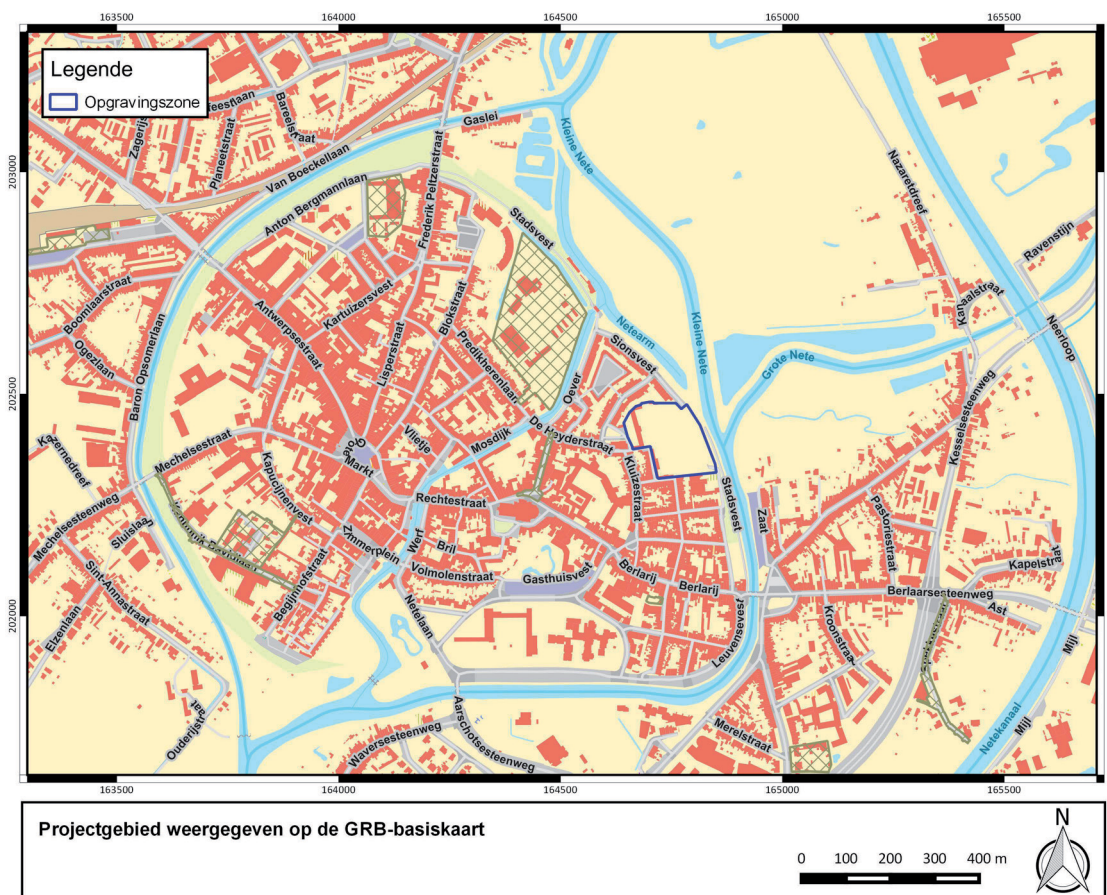 163500 164000 164500 165000 165500
203000
202500
202000
Legende
Opgravingszone
Zagerijs
Planeetstraat
feestlaan
Bareelstraat
Van Boeckellaan
Gaslei
Frederik Peltzerstraat
Anton Bergmannlaan
Stadsvest
Kleine Nete
Nazaretdreef
Ravenstijn
Kanaalstraat
Neerloop
Boomlaarstraat
Ogezlaan
Baron Opsomerlaan
Antwerpsestraat
Kartuizersvest
Lisperstraat
Blokstraat
Predikherenlaan
Netearm
Sionsvest
Kleine Nete
Grote Nete
Oever
Kesselsesteenweg
Kazernedreef
Mechelsestraat
Grote
Markt
Vlietje
Mosdijk
De Heyderstraat
Kluizestraat
Stadsvest
Mechelsesteenweg
Sluislaan
Kapucijnenvest
Rechtestraat
Zaat
Pastoriestraat
Zimmerplein
Werf
Bril
Volmolenstraat
Gasthuisvest
Berlarij
Berlarij
Berlaarsesteenweg
Kapelstraat
Ast
Sint-Annastraat
Begijnhofstraat
Elzenlaan
Netelaan
Leuvensevest
Kroonstraat
Mijl
Ouderijstraat
Aarschotsesteenweg
Waversesteenweg
Merelstraat
Netekanaal
Mijl
163500 164000 164500 165000 165500
Projectgebied weergegeven op de GRB-basiskaart
N
0 100 200 300 400 m